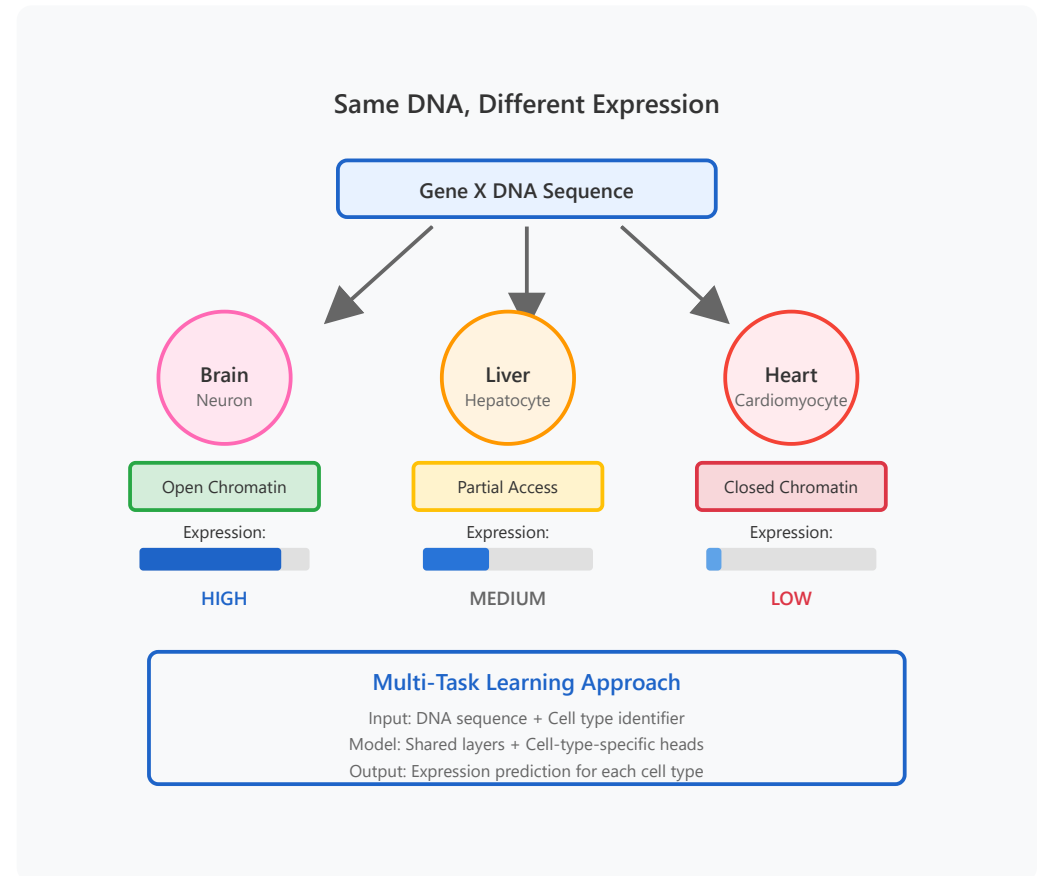 Same DNA, Different Expression
Gene X DNA Sequence
Brain
Neuron
Liver
Hepatocyte
Heart
Cardiomyocyte
Open Chromatin
Partial Access
Closed Chromatin
Expression:
Expression:
Expression:
HIGH
MEDIUM
LOW
Multi-Task Learning Approach
Input: DNA sequence + Cell type identifier
Model: Shared layers + Cell-type-specific heads
Output: Expression prediction for each cell type